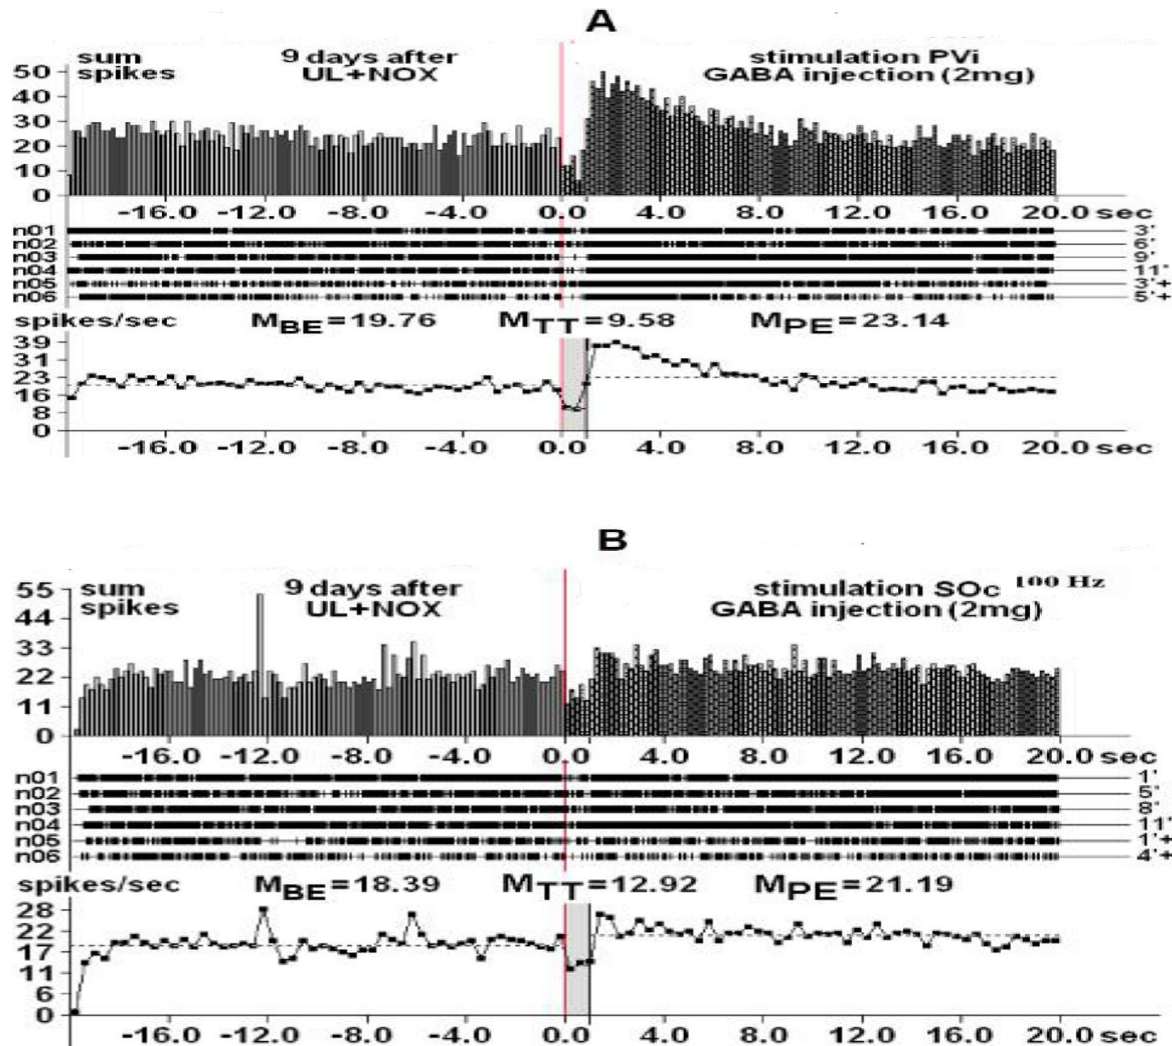 A
sum 9 days after stimulation PVi
spikes UL+NOX GABA injection (2mg)
50
40
30
20
10
0
-16.0 -12.0 -8.0 -4.0 0.0 4.0 8.0 12.0 16.0 20.0 sec
n01 3'
n02 6'
n03 9'
n04 11'
n05 3'+
n06 5'+
spikes/sec MBE=19.76 MTT=9.58 MPE=23.14
39
31
23
16
8
0
-16.0 -12.0 -8.0 -4.0 0.0 4.0 8.0 12.0 16.0 20.0 sec
B
sum 9 days after stimulation SOc 100 Hz
spikes UL+NOX GABA injection (2mg)
55
44
33
22
11
0
-16.0 -12.0 -8.0 -4.0 0.0 4.0 8.0 12.0 16.0 20.0 sec
n01 1'
n02 5'
n03 8'
n04 11'
n05 1'+
n06 4'+
spikes/sec MBE=18.39 MTT=12.92 MPE=21.19
28
22
17
11
6
0
-16.0 -12.0 -8.0 -4.0 0.0 4.0 8.0 12.0 16.0 20.0 sec